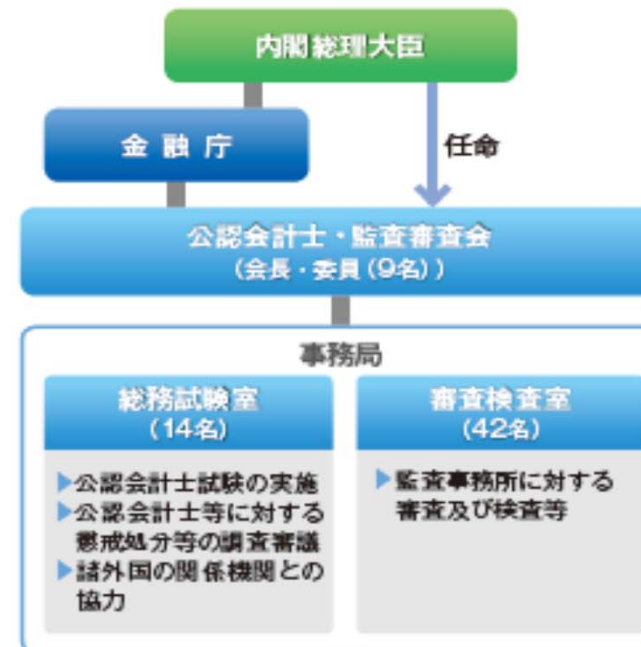 内閣総理大臣
金融庁
任命
公認会計士・監査審査会
(会長・委員(9名))
事務局
総務試験室
(14名)
▶公認会計士試験の実施
▶公認会計士等に対する
懲戒処分等の調査審議
▶諸外国の関係機関との
協力
審査検査室
(42名)
▶監査事務所に対する
審査及び検査等